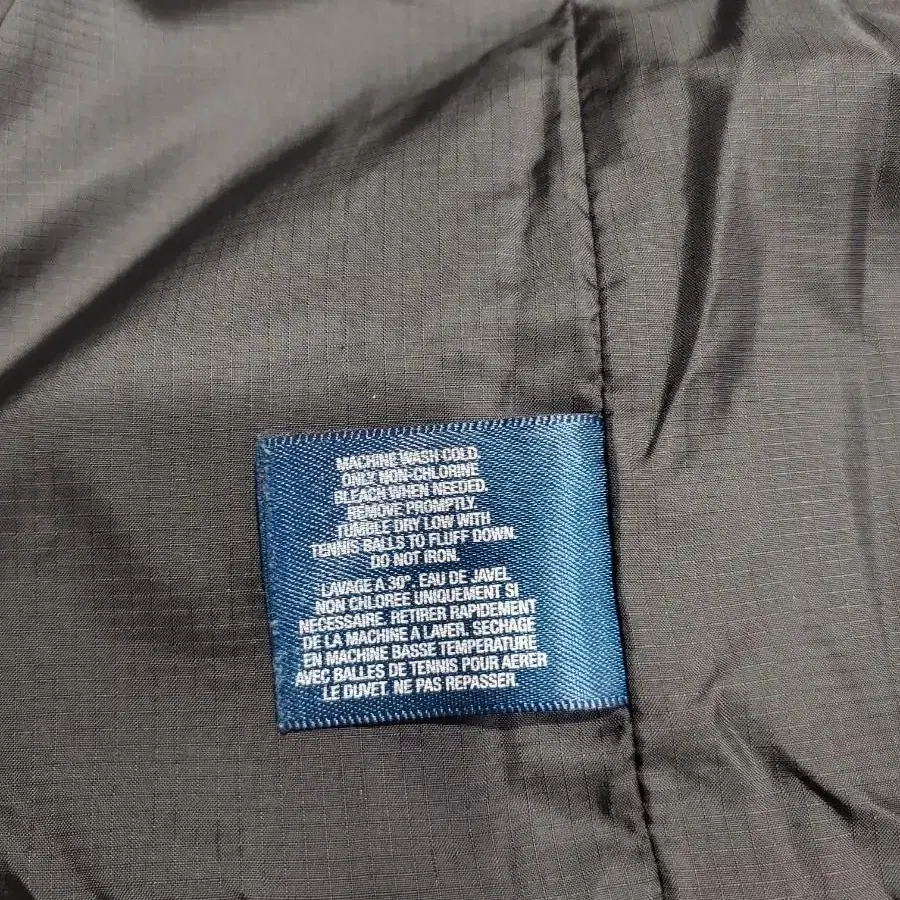 MACHINE WASH COLD.
ONLY NON-CHLORINE
BLEACH WHEN NEEDED.
REMOVE PROMPTLY.
TUMBLE DRY LOW WITH
TENNIS BALLS TO FLUFF DOWN.
DO NOT IRON.
LAVAGE A 30°. EAU DE JAVEL
NON CHLOREE UNIQUEMENT SI
NECESSAIRE. RETIRER RAPIDEMENT
DE LA MACHINE A LAVER. SECHAGE
EN MACHINE BASSE TEMPERATURE
AVEC BALLES DE TENNIS POUR AERER
LE DUVET. NE PAS REPASSER.